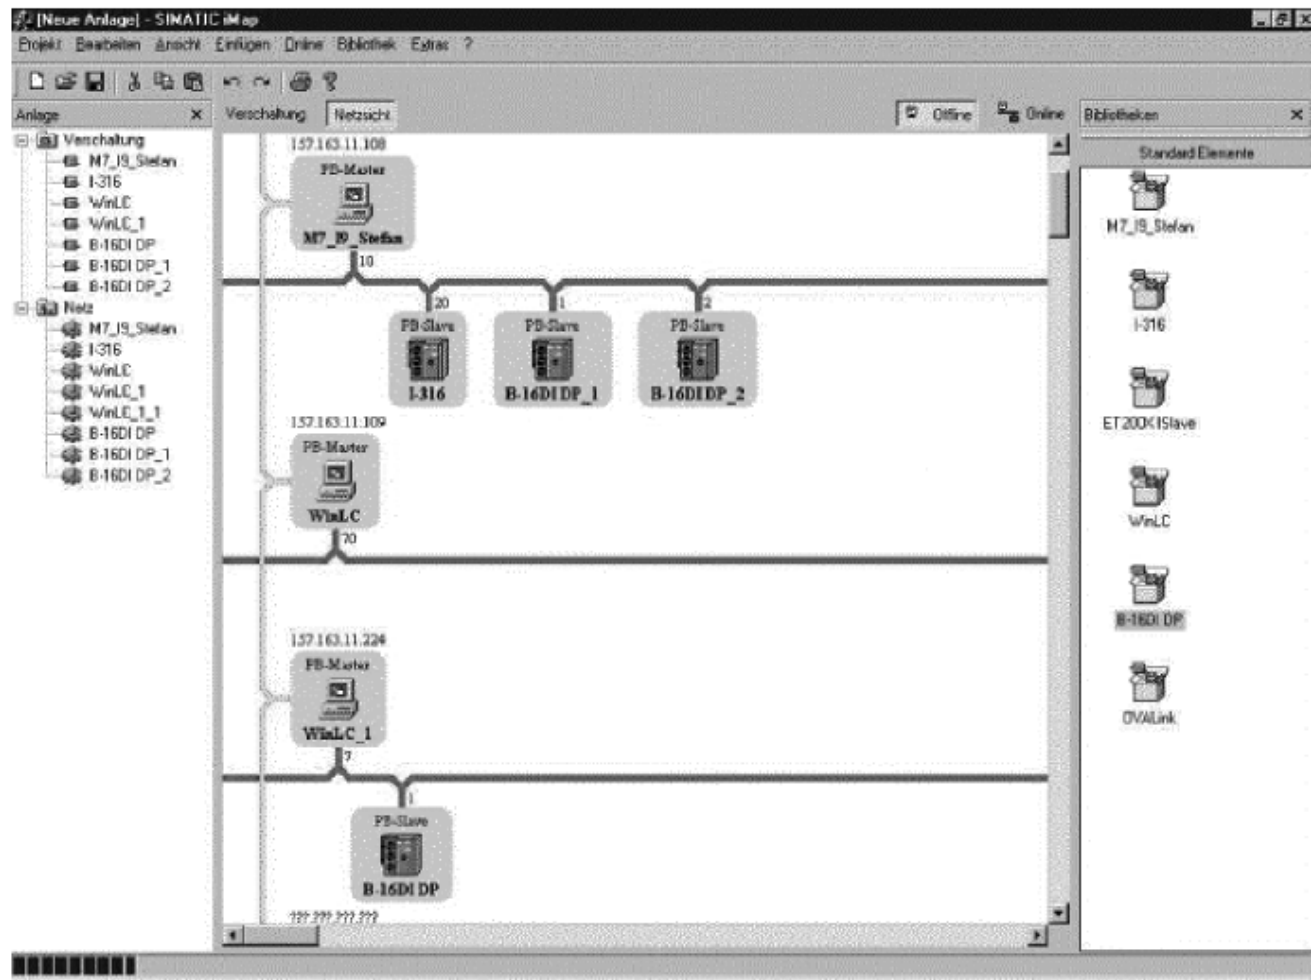 [Neue Anlage] - SIMATIC iMap
Projekt Bearbeiten Ansicht Einfügen Online Bibliothek Extras ?
Anlage
Verschaltung
M7_I9_Stefan
I-316
WinLC
WinLC_1
B-16DI DP
B-16DI DP_1
B-16DI DP_2
Netz
M7_I9_Stefan
I-316
WinLC
WinLC_1
WinLC_1_1
B-16DI DP
B-16DI DP_1
B-16DI DP_2
Verschaltung Netzsicht Offline Online
157.163.11.108
PB-Master
M7_I9_Stefan
10
20 1 2
PB-Slave PB-Slave PB-Slave
I-316 B-16DI DP_1 B-16DI DP_2
157.163.11.109
PB-Master
WinLC
70
157.163.11.224
PB-Master
WinLC_1
7
1
PB-Slave
B-16DI DP
???.???.???.???
Bibliotheken
Standard Elemente
M7_I9_Stefan
I-316
ET200X ISlave
WinLC
B-16DI DP
OVALink